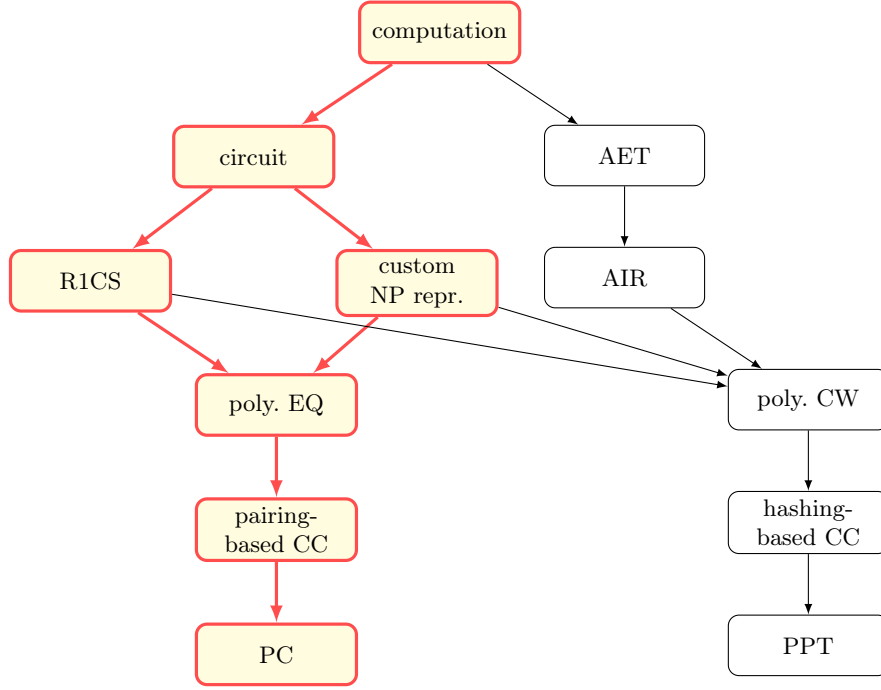 computation
circuit
AET
R1CS
custom
NP repr.
AIR
poly. EQ
poly. CW
pairing-
based CC
hashing-
based CC
PC
PPT